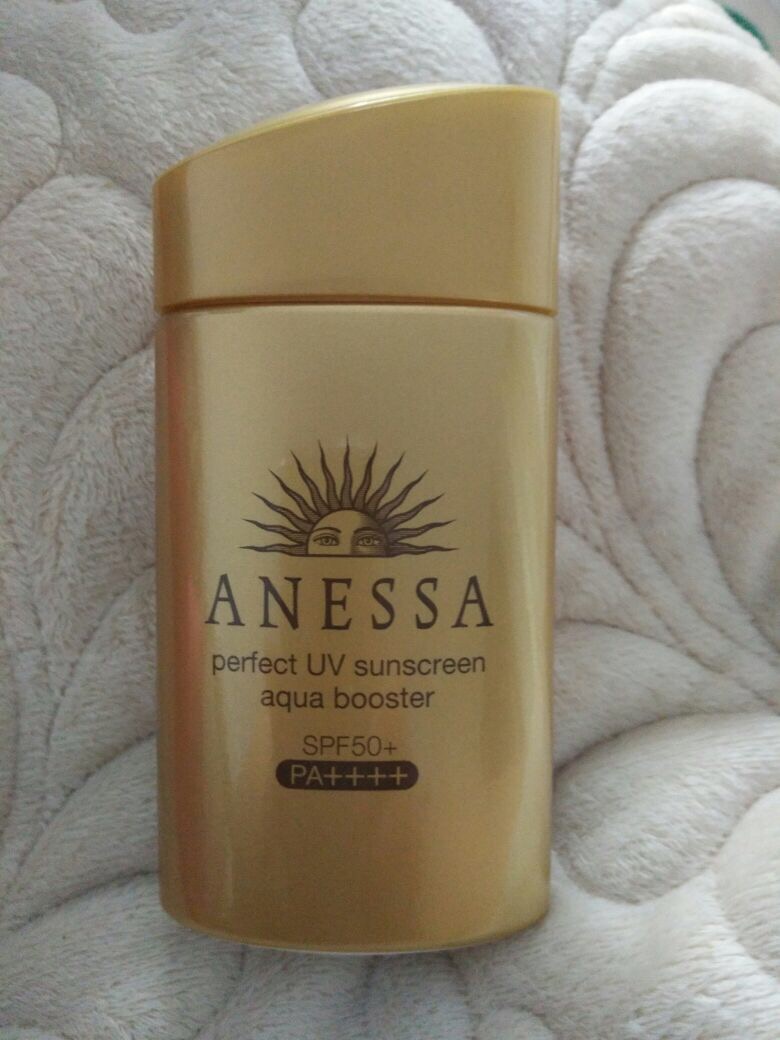 ANESSA
perfect UV sunscreen
aqua booster
SPF50+
PA++++